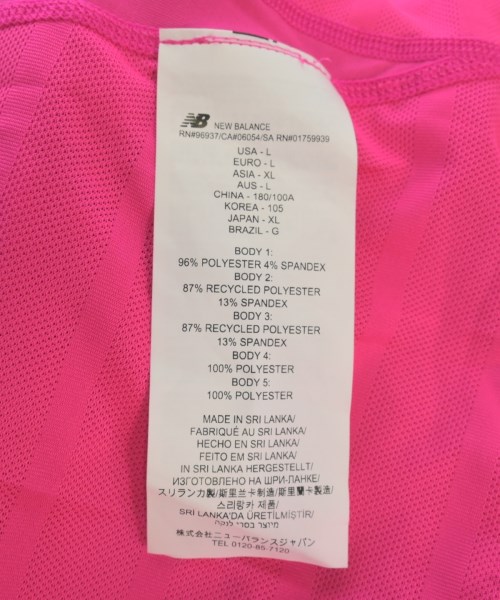 NB NEW BALANCE
RN#96937/CA#06054/SA RN#01759939
USA - L
EURO - L
ASIA - XL
AUS - L
CHINA - 180/100A
KOREA - 105
JAPAN - XL
BRAZIL - G
BODY 1:
96% POLYESTER 4% SPANDEX
BODY 2:
87% RECYCLED POLYESTER
13% SPANDEX
BODY 3:
87% RECYCLED POLYESTER
13% SPANDEX
BODY 4:
100% POLYESTER
BODY 5:
100% POLYESTER
MADE IN SRI LANKA/
FABRIQUÉ AU SRI LANKA/
HECHO EN SRI LANKA/
FEITO EM SRI LANKA/
IN SRI LANKA HERGESTELLT/
ИЗГОТОВЛЕНО НА ШРИ-ЛАНКЕ/
スリランカ製/斯里兰卡制造/斯里蘭卡製造/
스리랑카 제품/
SRI LANKA'DA ÜRETİLMİŞTİR/
מיוצר בסרי לנקה
株式会社ニューバランスジャパン
TEL 0120-85-7120